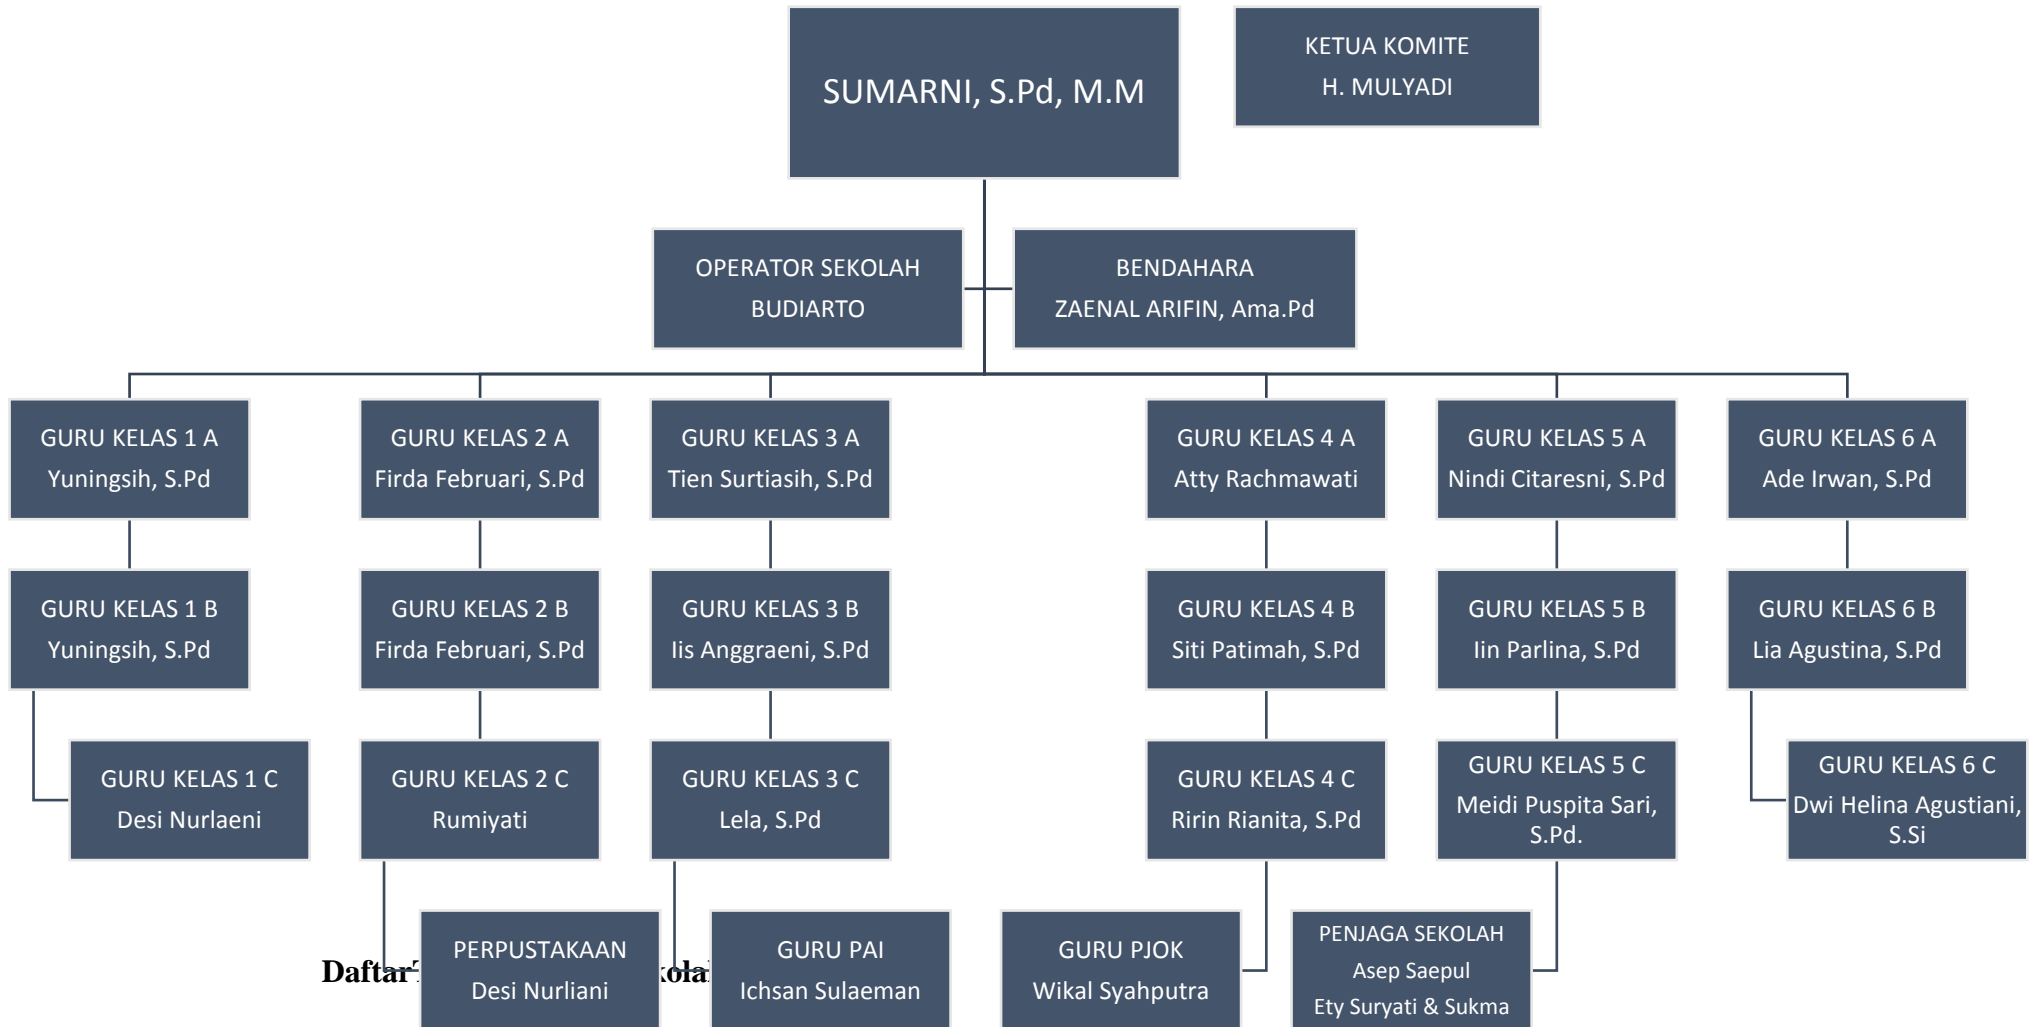 SUMARNI, S.Pd, M.M
KETUA KOMITE
H. MULYADI
OPERATOR SEKOLAH
BUDIARTO
BENDAHARA
ZAENAL ARIFIN, Ama.Pd
GURU KELAS 1 A
Yuningsih, S.Pd
GURU KELAS 2 A
Firda Februari, S.Pd
GURU KELAS 3 A
Tien Surtiasih, S.Pd
GURU KELAS 4 A
Atty Rachmawati
GURU KELAS 5 A
Nindi Citaresni, S.Pd
GURU KELAS 6 A
Ade Irwan, S.Pd
GURU KELAS 1 B
Yuningsih, S.Pd
GURU KELAS 2 B
Firda Februari, S.Pd
GURU KELAS 3 B
Iis Anggraeni, S.Pd
GURU KELAS 4 B
Siti Patimah, S.Pd
GURU KELAS 5 B
Iin Parlina, S.Pd
GURU KELAS 6 B
Lia Agustina, S.Pd
GURU KELAS 1 C
Desi Nurlaeni
GURU KELAS 2 C
Rumiyati
GURU KELAS 3 C
Lela, S.Pd
GURU KELAS 4 C
Ririn Rianita, S.Pd
GURU KELAS 5 C
Meidi Puspita Sari,
S.Pd.
GURU KELAS 6 C
Dwi Helina Agustiani,
S.Si
PERPUSTAKAAN
Desi Nurliani
GURU PAI
Ichsan Sulaeman
GURU PJOK
Wikal Syahputra
PENJAGA SEKOLAH
Asep Saepul
Ety Suryati & Sukma
Daftar